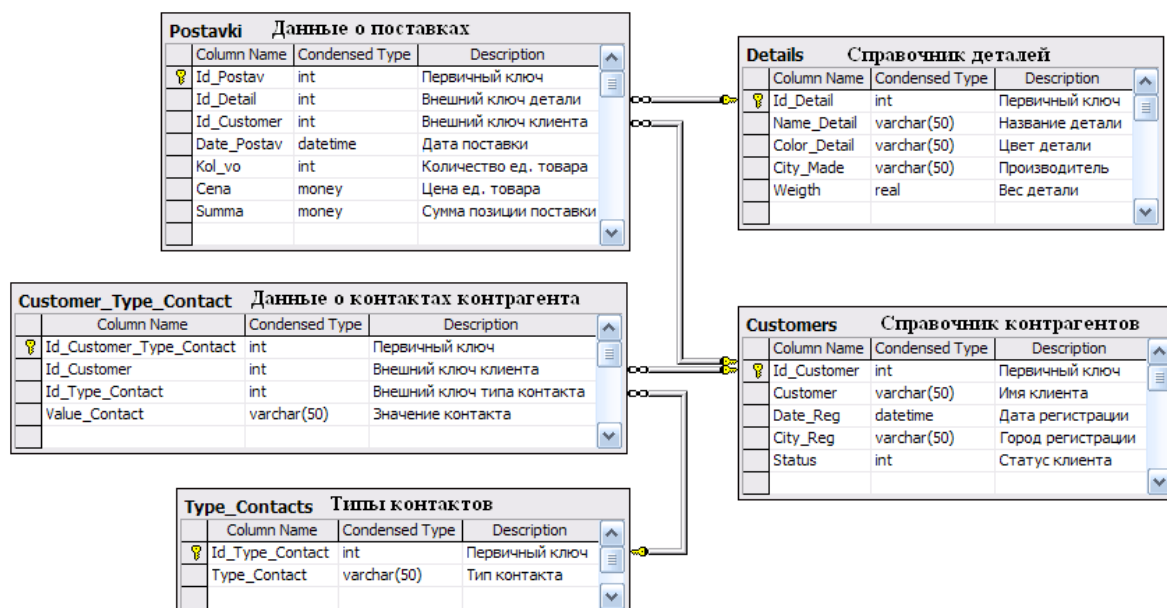 Postavki Данные о поставках
Column Name Condensed Type Description
Id_Postav int Первичный ключ
Id_Detail int Внешний ключ детали
Id_Customer int Внешний ключ клиента
Date_Postav datetime Дата поставки
Kol_vo int Количество ед. товара
Cena money Цена ед. товара
Summa money Сумма позиции поставки
Details Справочник деталей
Column Name Condensed Type Description
Id_Detail int Первичный ключ
Name_Detail varchar(50) Название детали
Color_Detail varchar(50) Цвет детали
City_Made varchar(50) Производитель
Weigth real Вес детали
Customer_Type_Contact Данные о контактах контрагента
Column Name Condensed Type Description
Id_Customer_Type_Contact int Первичный ключ
Id_Customer int Внешний ключ клиента
Id_Type_Contact int Внешний ключ типа контакта
Value_Contact varchar(50) Значение контакта
Customers Справочник контрагентов
Column Name Condensed Type Description
Id_Customer int Первичный ключ
Customer varchar(50) Имя клиента
Date_Reg datetime Дата регистрации
City_Reg varchar(50) Город регистрации
Status int Статус клиента
Type_Contacts Типы контактов
Column Name Condensed Type Description
Id_Type_Contact int Первичный ключ
Type_Contact varchar(50) Тип контакта